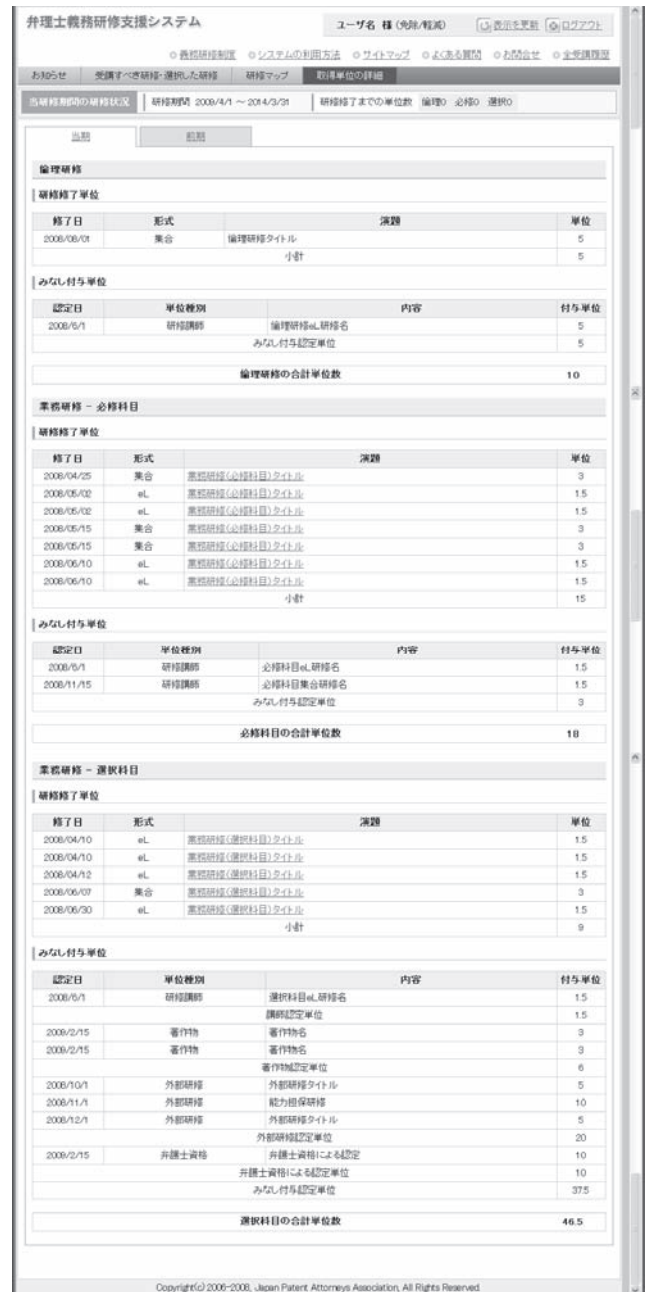 弁理士義務研修支援システム
ユーザ名 様 (免除/軽減) 表示を更新 ログアウト
義務研修制度 システムの利用方法 サイトマップ よくある質問 お問合せ 全受講履歴
お知らせ 受講すべき研修・選択した研修 研修マップ 取得単位の詳細
当研修期間の研修状況 研修期間 2009/4/1 ～ 2014/3/31 研修修了までの単位数 倫理0 必修0 選択0
当期 前期
倫理研修
研修修了単位
修了日 形式 演題 単位
2008/08/01 集合 倫理研修タイトル 5
小計 5
みなし付与単位
認定日 単位種別 内容 付与単位
2008/6/1 研修講師 倫理研修eL研修名 5
みなし付与認定単位 5
倫理研修の合計単位数 10
業務研修 － 必修科目
研修修了単位
修了日 形式 演題 単位
2008/04/25 集合 業務研修(必修科目)タイトル 3
2008/05/02 eL 業務研修(必修科目)タイトル 1.5
2008/05/02 eL 業務研修(必修科目)タイトル 1.5
2008/05/15 集合 業務研修(必修科目)タイトル 3
2008/05/15 集合 業務研修(必修科目)タイトル 3
2008/06/10 eL 業務研修(必修科目)タイトル 1.5
2008/06/10 eL 業務研修(必修科目)タイトル 1.5
小計 15
みなし付与単位
認定日 単位種別 内容 付与単位
2008/6/1 研修講師 必修科目eL研修名 1.5
2008/11/15 研修講師 必修科目集合研修名 1.5
みなし付与認定単位 3
必修科目の合計単位数 18
業務研修 － 選択科目
研修修了単位
修了日 形式 演題 単位
2008/04/10 eL 業務研修(選択科目)タイトル 1.5
2008/04/10 eL 業務研修(選択科目)タイトル 1.5
2008/04/12 eL 業務研修(選択科目)タイトル 1.5
2008/06/07 集合 業務研修(選択科目)タイトル 3
2008/06/30 eL 業務研修(選択科目)タイトル 1.5
小計 9
みなし付与単位
認定日 単位種別 内容 付与単位
2008/6/1 研修講師 選択科目eL研修名 1.5
講師認定単位 1.5
2009/2/15 著作物 著作物名 3
2009/2/15 著作物 著作物名 3
著作物認定単位 6
2008/10/1 外部研修 外部研修タイトル 5
2008/11/1 外部研修 能力担保研修 10
2008/12/1 外部研修 外部研修タイトル 5
外部研修認定単位 20
2009/2/15 弁護士資格 弁護士資格による認定 10
弁護士資格による認定単位 10
みなし付与認定単位 37.5
選択科目の合計単位数 46.5
Copyright(c) 2006-2008, Japan Patent Attorneys Association, All Rights Reserved.